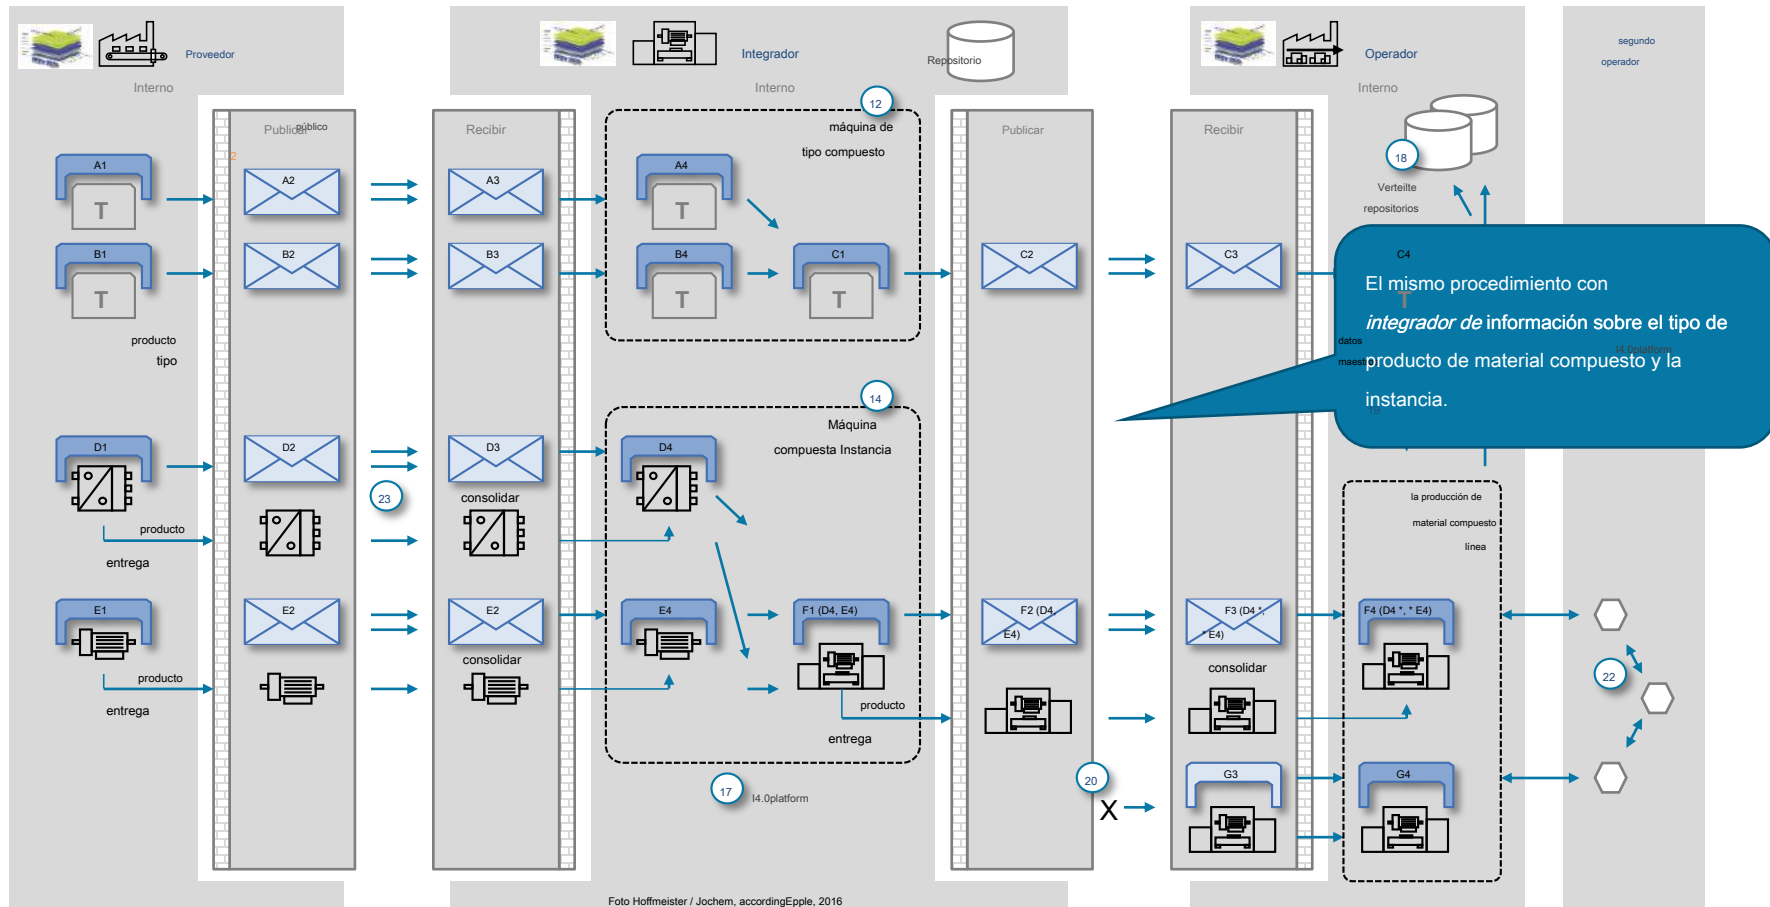 Proveedor
Interno
Integrador
Interno
Repositorio
Operador
Interno
segundo
operador
Publicar
público
2
Recibir
12
máquina de
tipo compuesto
Publicar
Recibir
18
Verteilte
repositorios
A1
T
A2
A3
A4
T
B1
T
B2
B3
B4
T
C1
T
C2
C3
C4
T
El mismo procedimiento con
integrador de información sobre el tipo de
producto de material compuesto y la
instancia.
datos
I4.0platform
19
producto
tipo
14
Máquina
compuesta Instancia
D1
D2
D3
D4
23
consolidar
producto
entrega
la producción de
material compuesto
línea
E1
E2
E2
E4
F1 (D4, E4)
F2 (D4,
E4)
F3 (D4 *,
* E4)
F4 (D4 *, * E4)
consolidar
consolidar
22
producto
entrega
producto
entrega
17
I4.0platform
20
X
G3
G4
Foto Hoffmeister / Jochem, accordingEpple, 2016